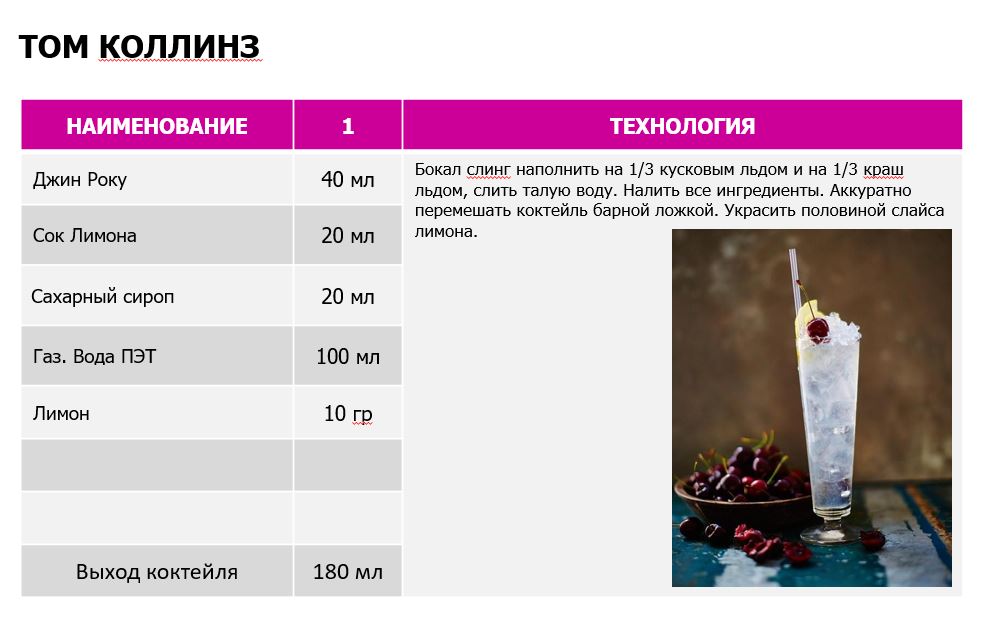 ТОМ КОЛЛИНЗ
НАИМЕНОВАНИЕ 1 ТЕХНОЛОГИЯ
Джин Року 40 мл
Бокал слинг наполнить на 1/3 кусковым льдом и на 1/3 краш
льдом, слить талую воду. Налить все ингредиенты. Аккуратно
перемешать коктейль барной ложкой. Украсить половиной слайса
лимона.
Сок Лимона 20 мл
Сахарный сироп 20 мл
Газ. Вода ПЭТ 100 мл
Лимон 10 гр
Выход коктейля 180 мл